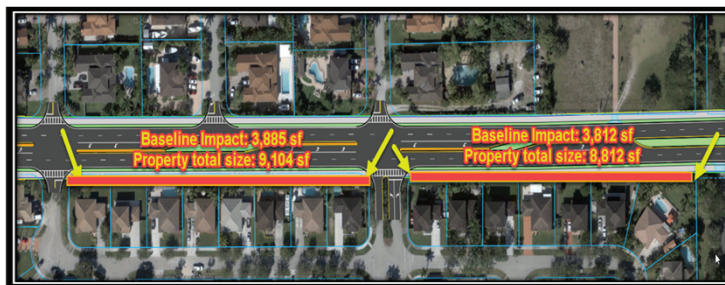 Baseline Impact: 3,885 sf
Property total size: 9,104 sf
Baseline Impact: 3,812 sf
Property total size: 8,812 sf